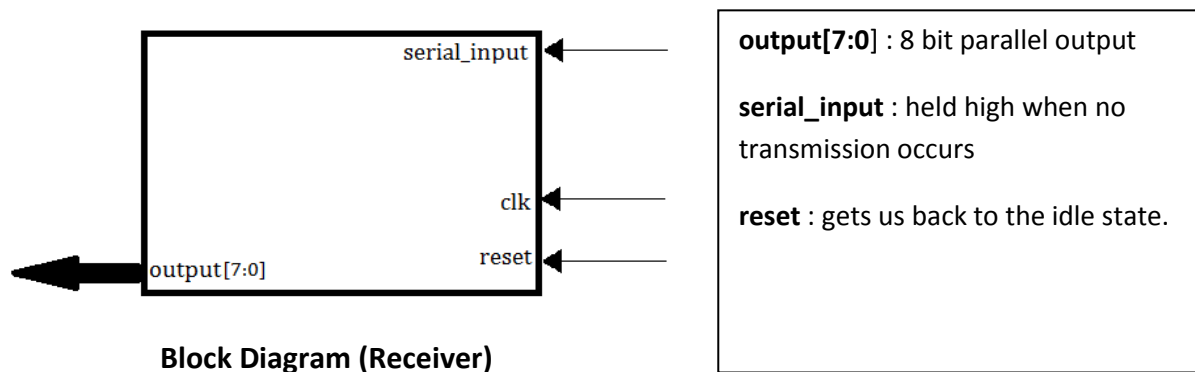 serial_input
clk
reset
output[7:0]
Block Diagram (Receiver)
output[7:0] : 8 bit parallel output
serial_input : held high when no
transmission occurs
reset : gets us back to the idle state.